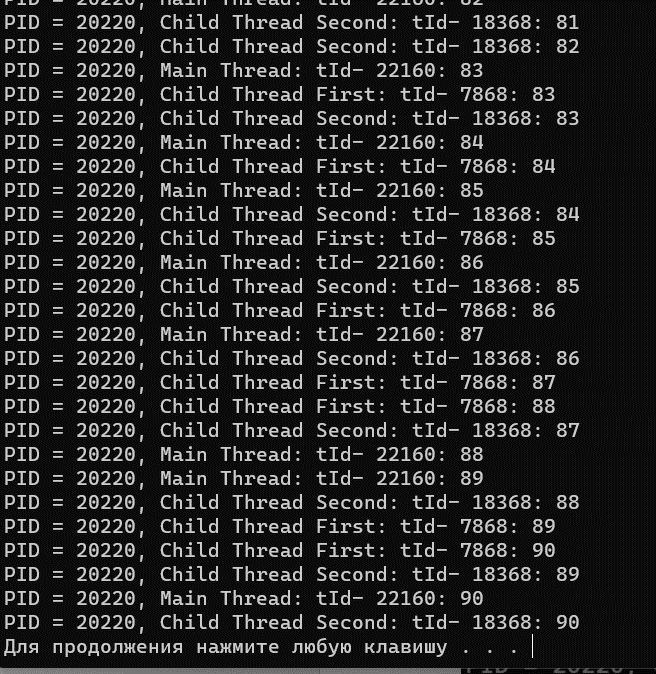 PID = 20220, Main Thread: tId- 22160: 82
PID = 20220, Child Thread Second: tId- 18368: 81
PID = 20220, Child Thread Second: tId- 18368: 82
PID = 20220, Main Thread: tId- 22160: 83
PID = 20220, Child Thread First: tId- 7868: 83
PID = 20220, Child Thread Second: tId- 18368: 83
PID = 20220, Main Thread: tId- 22160: 84
PID = 20220, Child Thread First: tId- 7868: 84
PID = 20220, Main Thread: tId- 22160: 85
PID = 20220, Child Thread Second: tId- 18368: 84
PID = 20220, Child Thread First: tId- 7868: 85
PID = 20220, Main Thread: tId- 22160: 86
PID = 20220, Child Thread Second: tId- 18368: 85
PID = 20220, Child Thread First: tId- 7868: 86
PID = 20220, Main Thread: tId- 22160: 87
PID = 20220, Child Thread Second: tId- 18368: 86
PID = 20220, Child Thread First: tId- 7868: 87
PID = 20220, Child Thread First: tId- 7868: 88
PID = 20220, Child Thread Second: tId- 18368: 87
PID = 20220, Main Thread: tId- 22160: 88
PID = 20220, Main Thread: tId- 22160: 89
PID = 20220, Child Thread Second: tId- 18368: 88
PID = 20220, Child Thread First: tId- 7868: 89
PID = 20220, Child Thread First: tId- 7868: 90
PID = 20220, Child Thread Second: tId- 18368: 89
PID = 20220, Main Thread: tId- 22160: 90
PID = 20220, Child Thread Second: tId- 18368: 90
Для продолжения нажмите любую клавишу . . .